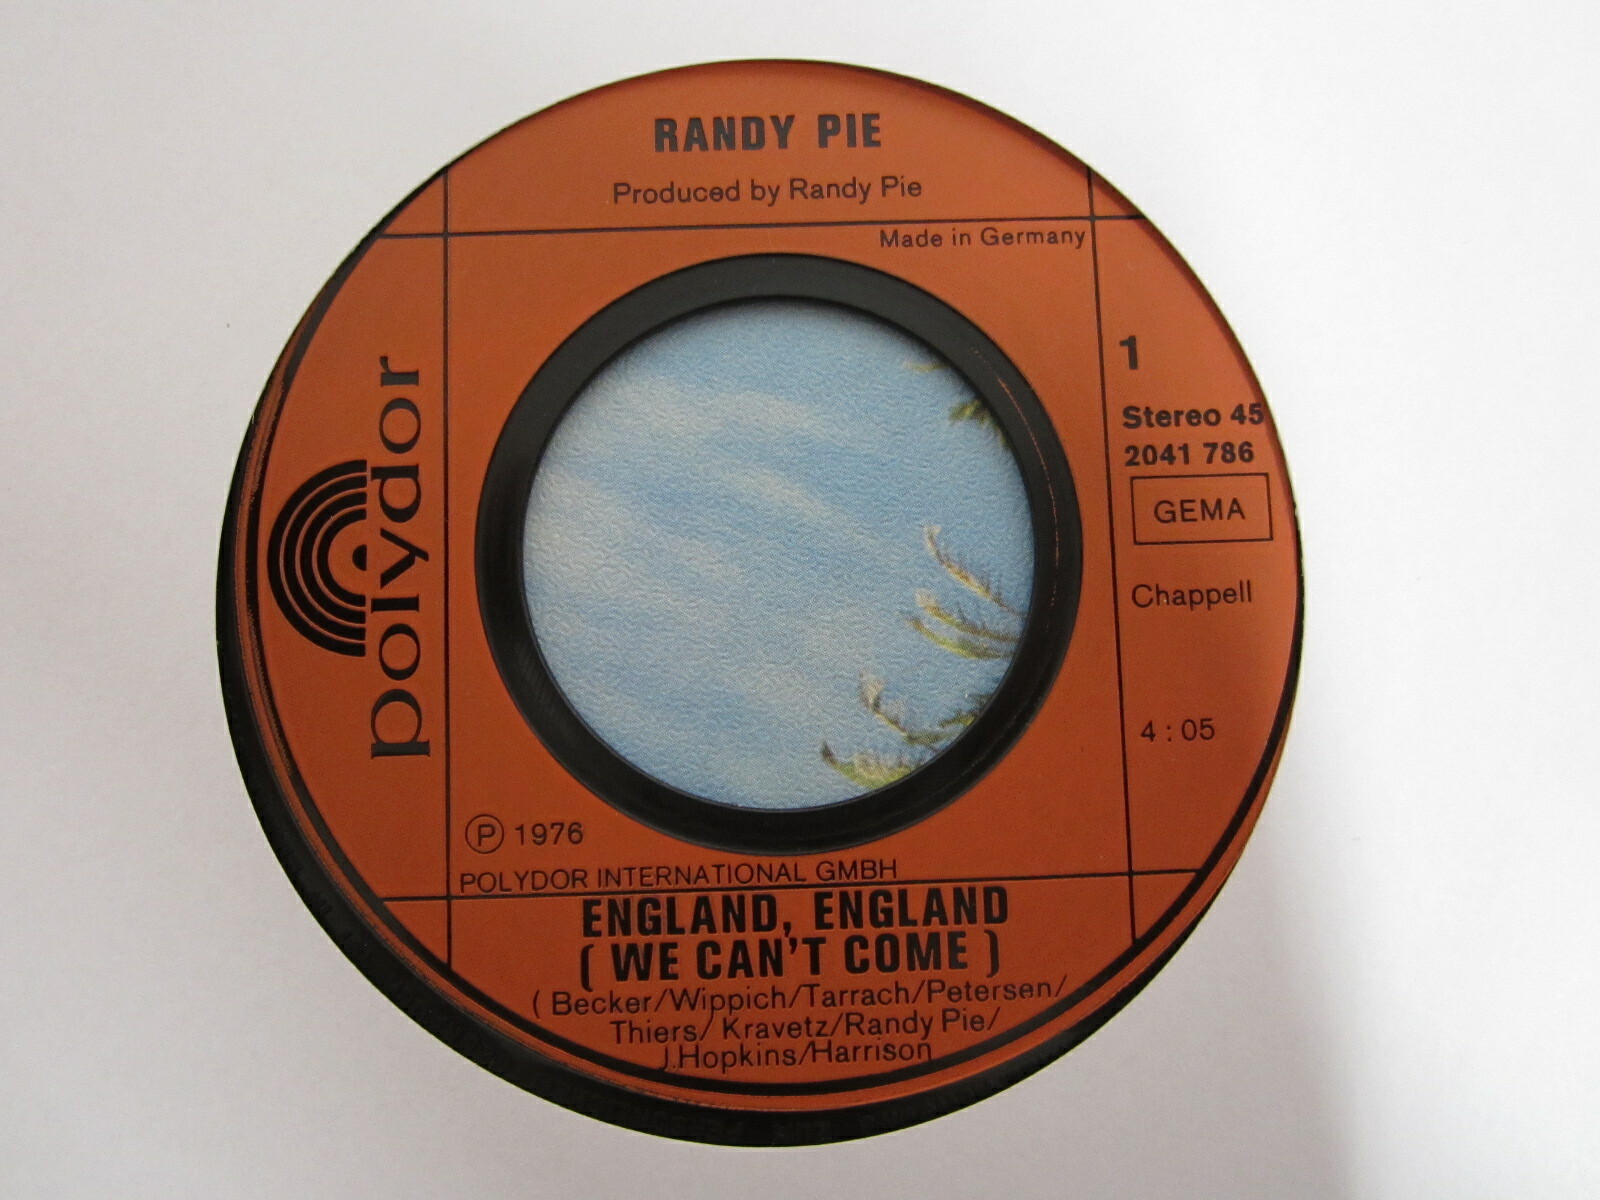 RANDY PIE
Produced by Randy Pie
Made in Germany
polydor
1
Stereo 45
2041 786
GEMA
Chappell
4 : 05
Ⓟ 1976
POLYDOR INTERNATIONAL GMBH
ENGLAND, ENGLAND
( WE CAN'T COME )
( Becker/Wippich/Tarrach/Petersen/
Thiers/ Kravetz/Randy Pie/
J.Hopkins/Harrison